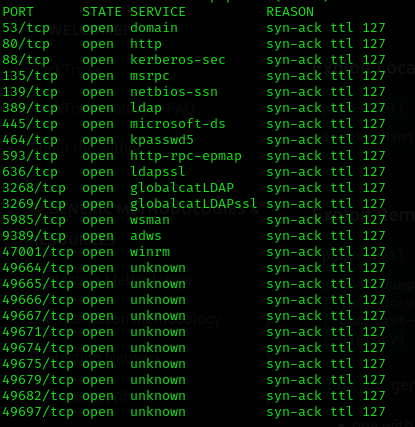 PORT STATE SERVICE REASON
53/tcp open domain syn-ack ttl 127
80/tcp open http syn-ack ttl 127
88/tcp open kerberos-sec syn-ack ttl 127
135/tcp open msrpc syn-ack ttl 127
139/tcp open netbios-ssn syn-ack ttl 127
389/tcp open ldap syn-ack ttl 127
445/tcp open microsoft-ds syn-ack ttl 127
464/tcp open kpasswd5 syn-ack ttl 127
593/tcp open http-rpc-epmap syn-ack ttl 127
636/tcp open ldapssl syn-ack ttl 127
3268/tcp open globalcatLDAP syn-ack ttl 127
3269/tcp open globalcatLDAPssl syn-ack ttl 127
5985/tcp open wsman syn-ack ttl 127
9389/tcp open adws syn-ack ttl 127
47001/tcp open winrm syn-ack ttl 127
49664/tcp open unknown syn-ack ttl 127
49665/tcp open unknown syn-ack ttl 127
49666/tcp open unknown syn-ack ttl 127
49667/tcp open unknown syn-ack ttl 127
49671/tcp open unknown syn-ack ttl 127
49674/tcp open unknown syn-ack ttl 127
49675/tcp open unknown syn-ack ttl 127
49679/tcp open unknown syn-ack ttl 127
49682/tcp open unknown syn-ack ttl 127
49697/tcp open unknown syn-ack ttl 127